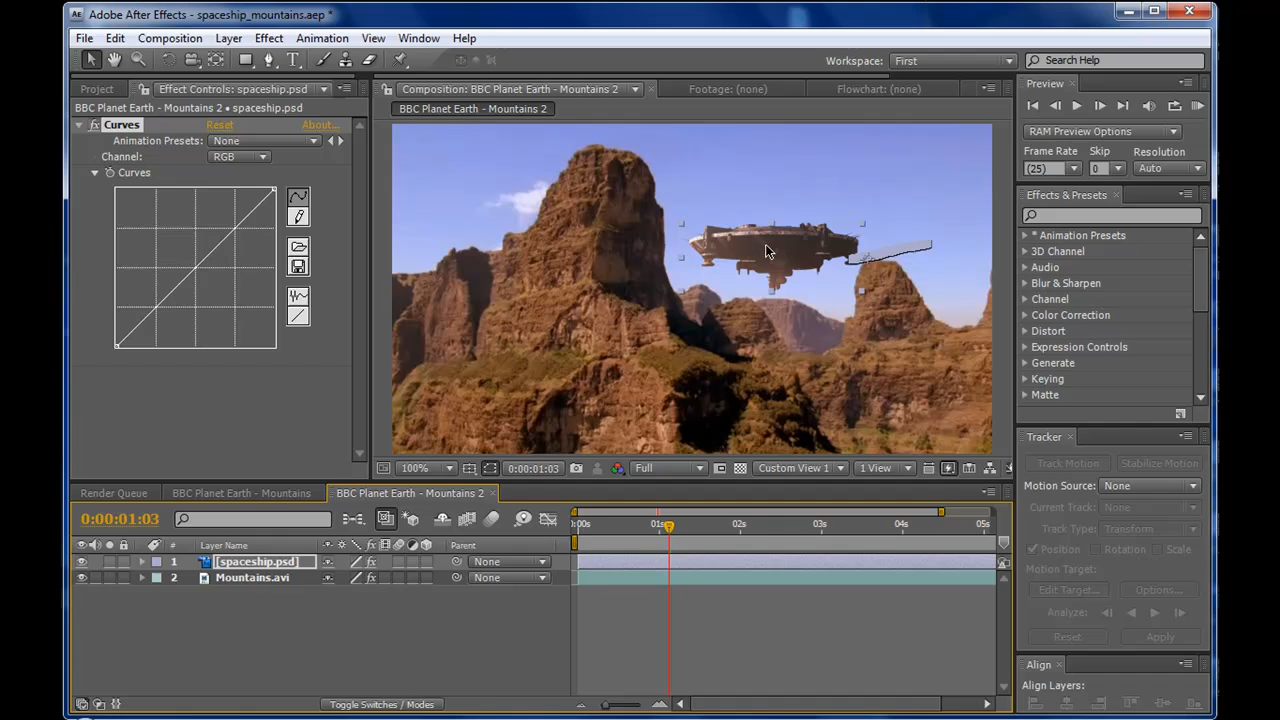 Adobe After Effects - spaceship_mountains.aep *
File Edit Composition Layer Effect Animation View Window Help
Workspace: First Search Help
Project Effect Controls: spaceship.psd
BBC Planet Earth - Mountains 2 • spaceship.psd
Curves Reset About...
Animation Presets: None
Channel: RGB
Curves
Composition: BBC Planet Earth - Mountains 2 Footage: (none) Flowchart: (none)
BBC Planet Earth - Mountains 2
100% 0:00:01:03 Full Custom View 1 1 View
Preview
RAM Preview Options
Frame Rate Skip Resolution
(25) 0 Auto
Effects & Presets
* Animation Presets
3D Channel
Audio
Blur & Sharpen
Channel
Color Correction
Distort
Expression Controls
Generate
Keying
Matte
Tracker
Track Motion Stabilize Motion
Motion Source: None
Current Track: None
Track Type: Transform
Position Rotation Scale
Motion Target:
Edit Target... Options...
Analyze:
Reset Apply
Align
Align Layers:
Render Queue BBC Planet Earth - Mountains BBC Planet Earth - Mountains 2
0:00:01:03
:00s 01s 02s 03s 04s 05s
# Layer Name Parent
1 [spaceship.psd] None
2 Mountains.avi None
Toggle Switches / Modes